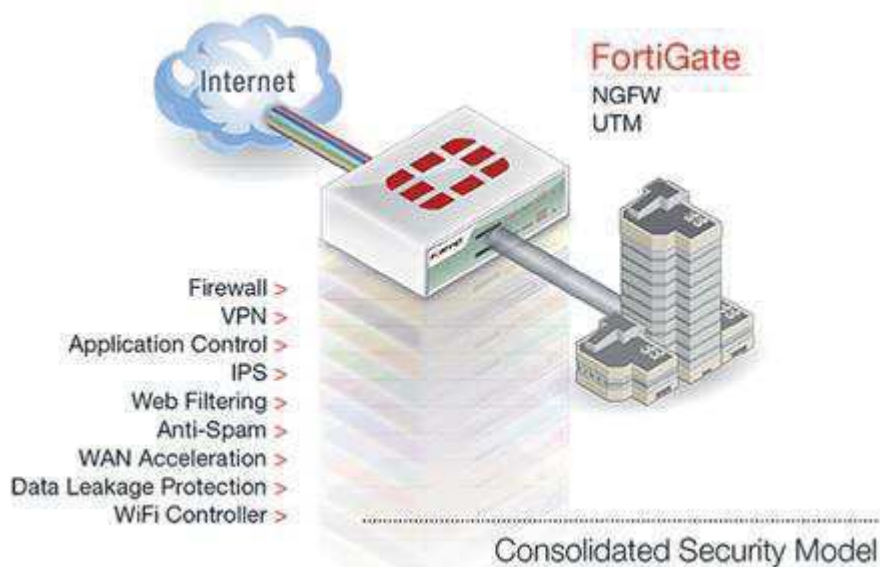 Internet
FortiGate
NGFW
UTM
Firewall >
VPN >
Application Control >
IPS >
Web Filtering >
Anti-Spam >
WAN Acceleration >
Data Leakage Protection >
WiFi Controller >
Consolidated Security Model